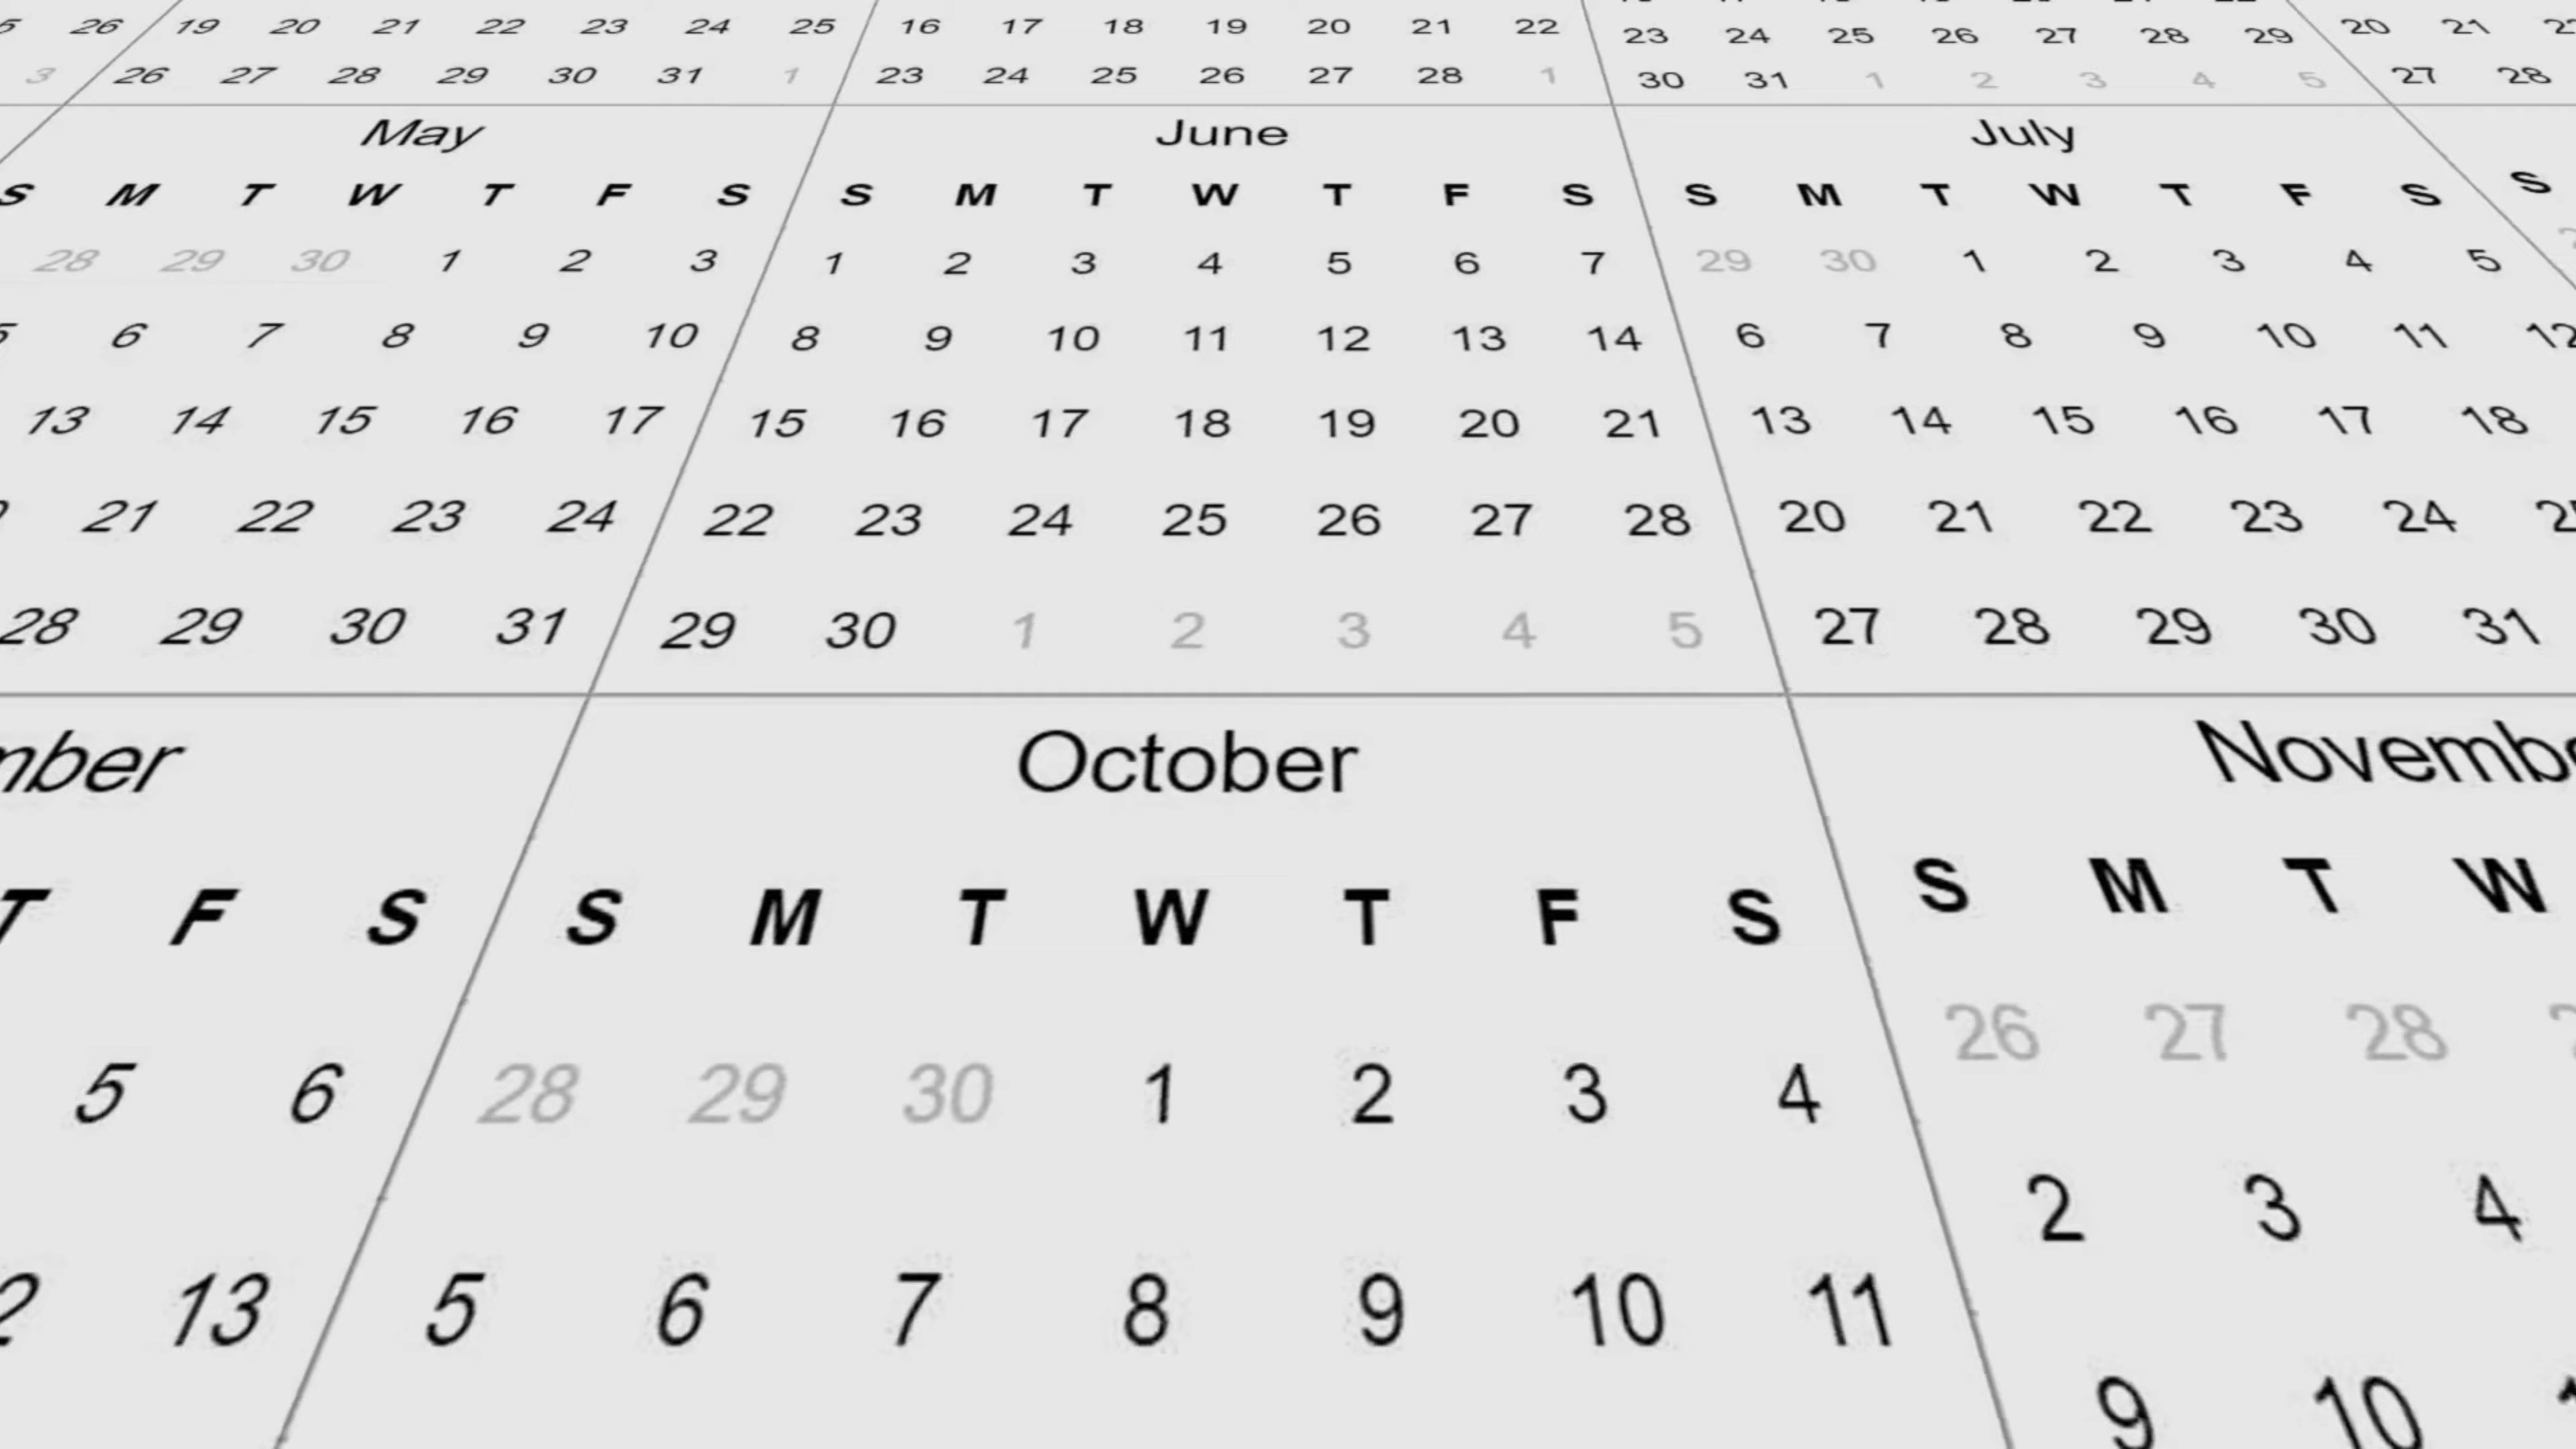 26 19 20 21 22 23 24 25 16 17 18 19 20 21 22 23 24 25 26 27 28 29 20 21
3 26 27 28 29 30 31 1 23 24 25 26 27 28 1 30 31 1 2 3 4 5 27 28
May June July
S M T W T F S S M T W T F S S M T W T F S S
28 29 30 1 2 3 1 2 3 4 5 6 7 29 30 1 2 3 4 5
6 7 8 9 10 8 9 10 11 12 13 14 6 7 8 9 10 11 12
13 14 15 16 17 15 16 17 18 19 20 21 13 14 15 16 17 18
21 22 23 24 22 23 24 25 26 27 28 20 21 22 23 24
28 29 30 31 29 30 1 2 3 4 5 27 28 29 30 31
mber October Novemb
T F S S M T W T F S S M T W
5 6 28 29 30 1 2 3 4 26 27 28
2 3 4
2 13 5 6 7 8 9 10 11
9 10